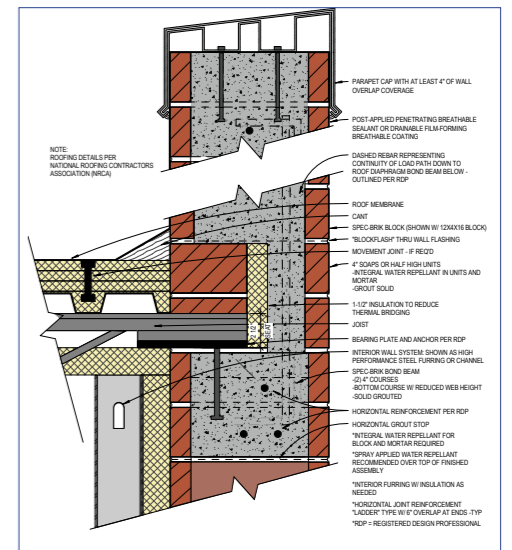 PARAPET CAP WITH AT LEAST 4" OF WALL
OVERLAP COVERAGE
POST-APPLIED PENETRATING BREATHABLE
SEALANT OR DRAINABLE FILM-FORMING
BREATHABLE COATING
NOTE:
ROOFING DETAILS PER
NATIONAL ROOFING CONTRACTORS
ASSOCIATION (NRCA)
DASHED REBAR REPRESENTING
CONTINUITY OF LOAD PATH DOWN TO
ROOF DIAPHRAGM BOND BEAM BELOW -
OUTLINED PER RDP
ROOF MEMBRANE
CANT
SPEC-BRIK BLOCK (SHOWN W/ 12X4X16 BLOCK)
"BLOCKFLASH" THRU WALL FLASHING
MOVEMENT JOINT - IF REQ'D
4" SOAPS OR HALF HIGH UNITS
-INTEGRAL WATER REPELLANT IN UNITS AND
MORTAR
-GROUT SOLID
1-1/2" INSULATION TO REDUCE
THERMAL BRIDGING
JOIST
2 1/2"
SEAT
BEARING PLATE AND ANCHOR PER RDP
INTERIOR WALL SYSTEM: SHOWN AS HIGH
PERFORMANCE STEEL FURRING OR CHANNEL
SPEC-BRIK BOND BEAM
-(2) 4" COURSES
-BOTTOM COURSE W/ REDUCED WEB HEIGHT
-SOLID GROUTED
HORIZONTAL REINFORCEMENT PER RDP
HORIZONTAL GROUT STOP
*INTEGRAL WATER REPELLANT FOR
BLOCK AND MORTAR REQUIRED
*SPRAY APPLIED WATER REPELLANT
RECOMMENDED OVER TOP OF FINISHED
ASSEMBLY
*INTERIOR FURRING W/ INSULATION AS
NEEDED
*HORIZONTAL JOINT REINFORCEMENT
"LADDER" TYPE W/ 6" OVERLAP AT ENDS -TYP
*RDP = REGISTERED DESIGN PROFESSIONAL